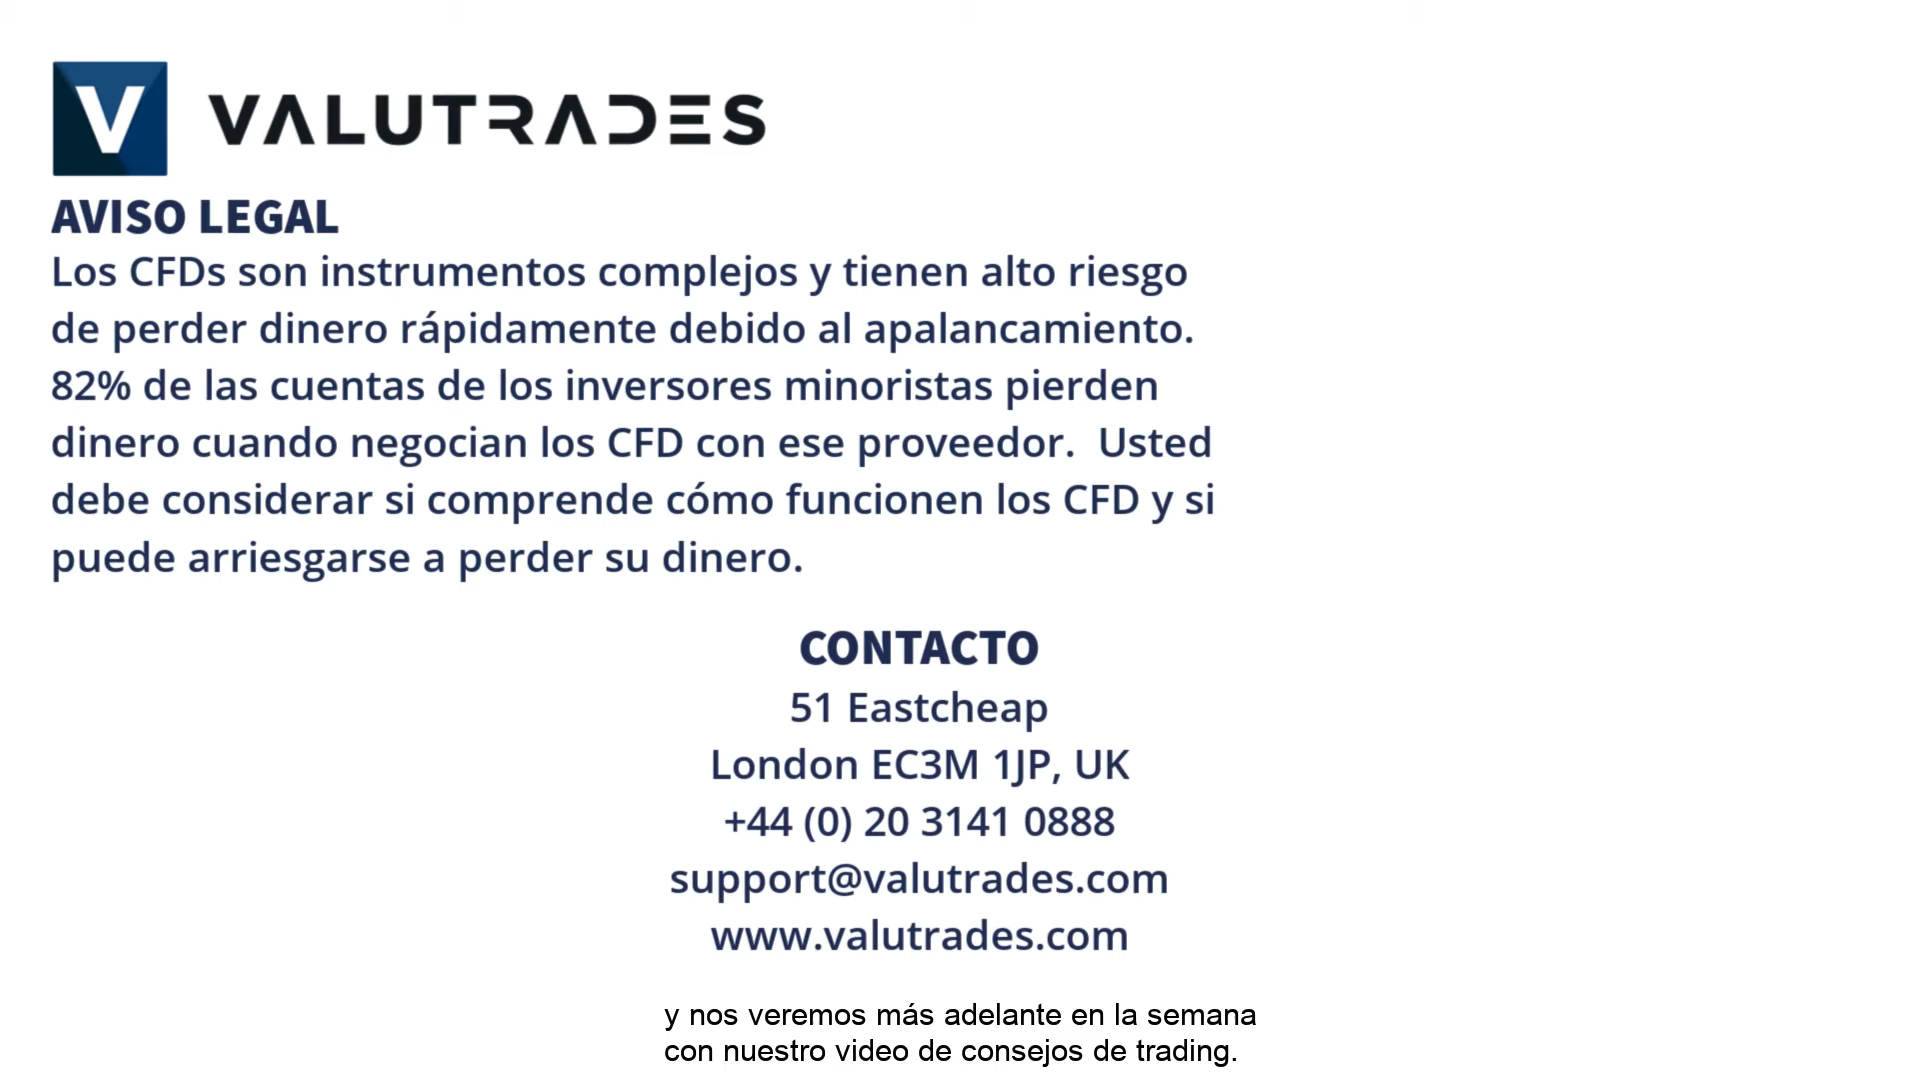 V VALUTRADES
AVISO LEGAL
Los CFDs son instrumentos complejos y tienen alto riesgo
de perder dinero rápidamente debido al apalancamiento.
82% de las cuentas de los inversores minoristas pierden
dinero cuando negocian los CFD con ese proveedor. Usted
debe considerar si comprende cómo funcionen los CFD y si
puede arriesgarse a perder su dinero.
CONTACTO
51 Eastcheap
London EC3M 1JP, UK
+44 (0) 20 3141 0888
support@valutrades.com
www.valutrades.com
y nos veremos más adelante en la semana
con nuestro video de consejos de trading.